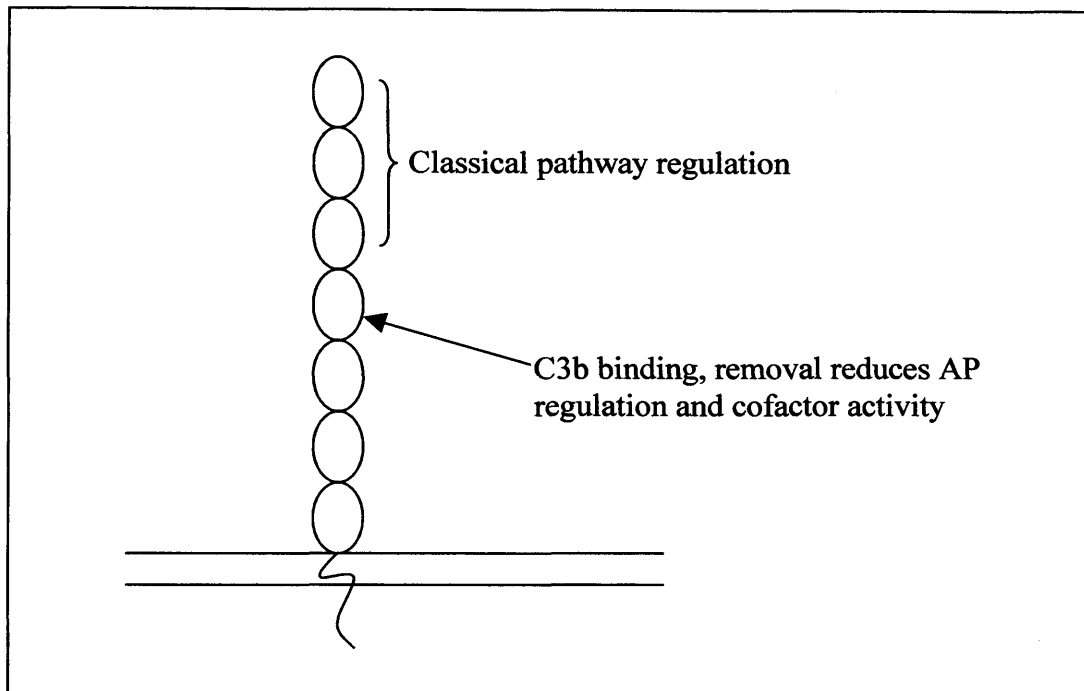 Classical pathway regulation
C3b binding, removal reduces AP
regulation and cofactor activity